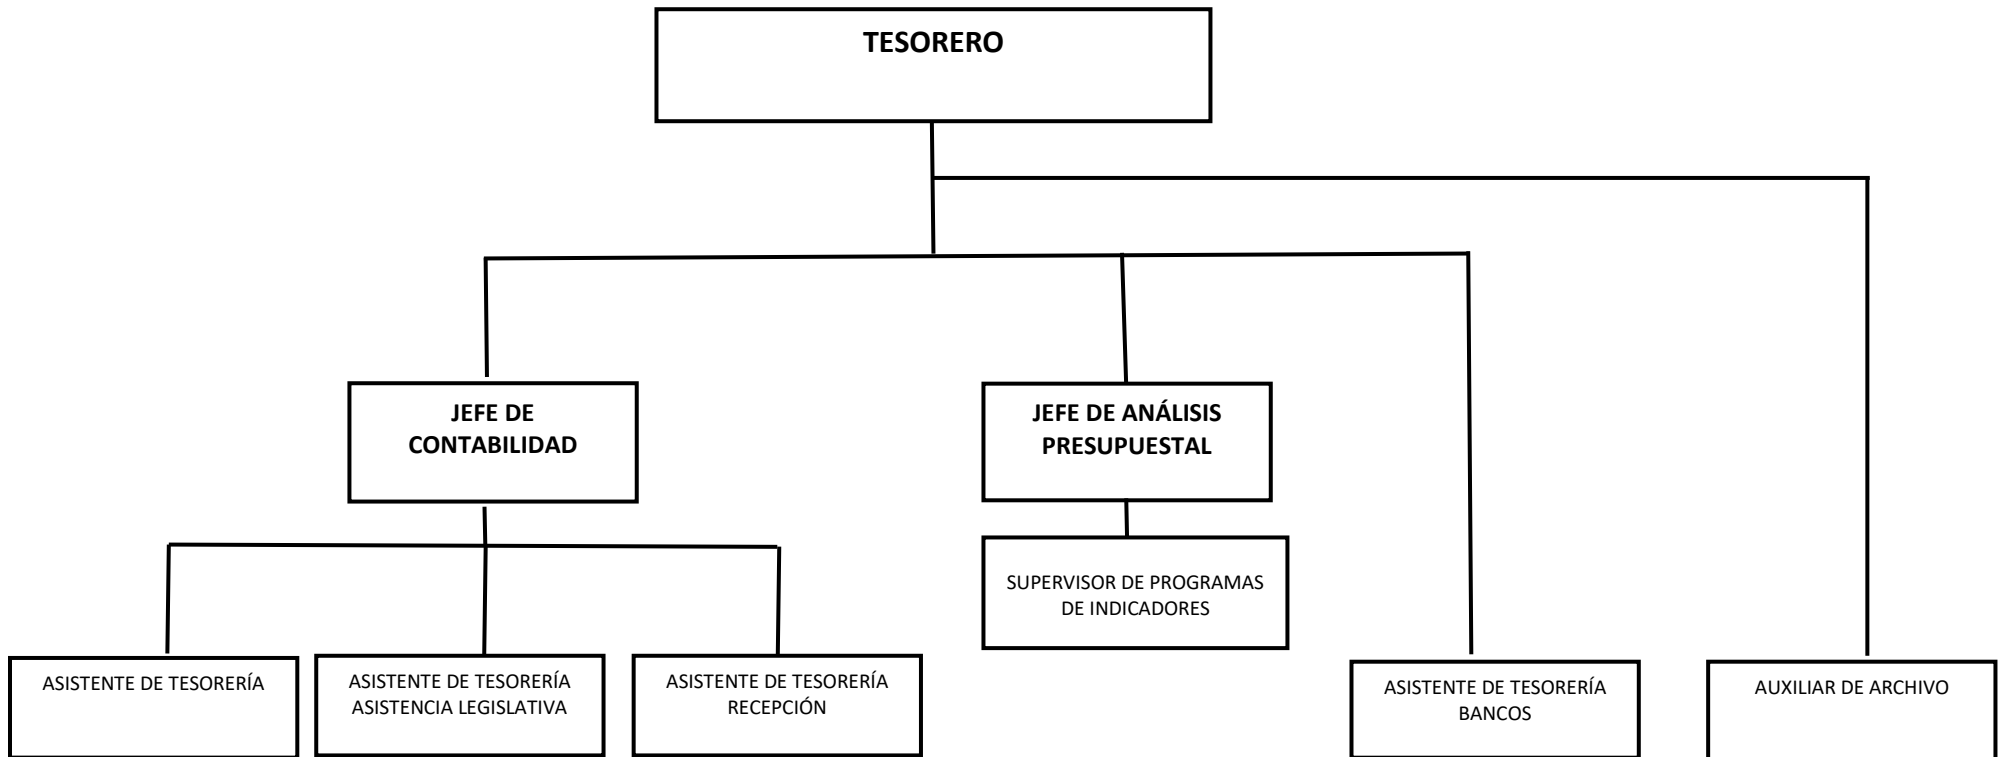 TESORERO
JEFE DE
CONTABILIDAD
JEFE DE ANÁLISIS
PRESUPUESTAL
SUPERVISOR DE PROGRAMAS
DE INDICADORES
ASISTENTE DE TESORERÍA
ASISTENTE DE TESORERÍA
ASISTENCIA LEGISLATIVA
ASISTENTE DE TESORERÍA
RECEPCIÓN
ASISTENTE DE TESORERÍA
BANCOS
AUXILIAR DE ARCHIVO